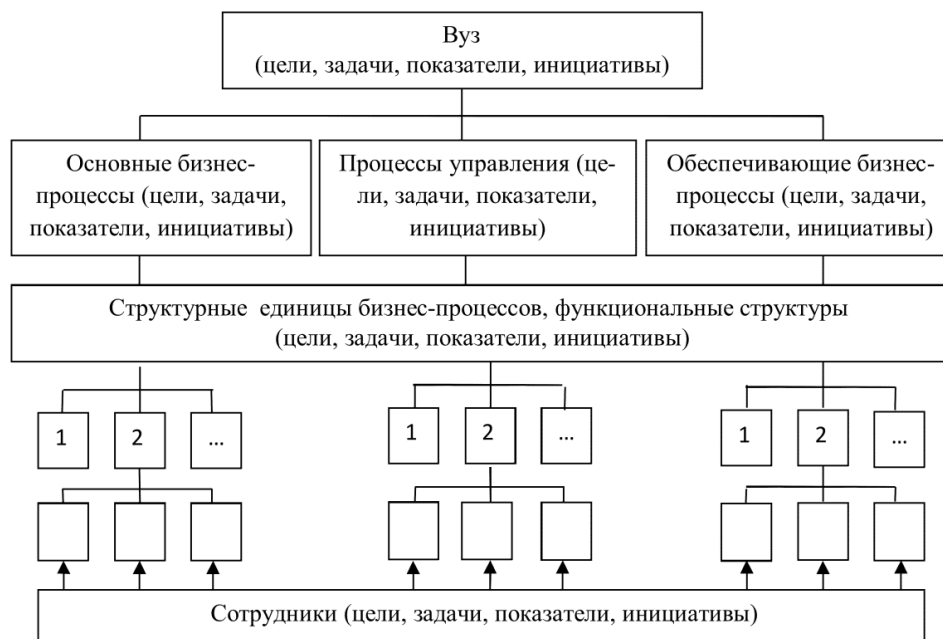 Вуз
(цели, задачи, показатели, инициативы)
Основные бизнес-
процессы (цели, задачи,
показатели, инициативы)
Процессы управления (це-
ли, задачи, показатели,
инициативы)
Обеспечивающие бизнес-
процессы (цели, задачи,
показатели, инициативы)
Структурные единицы бизнес-процессов, функциональные структуры
(цели, задачи, показатели, инициативы)
1 2 ...
1 2 ...
1 2 ...
Сотрудники (цели, задачи, показатели, инициативы)